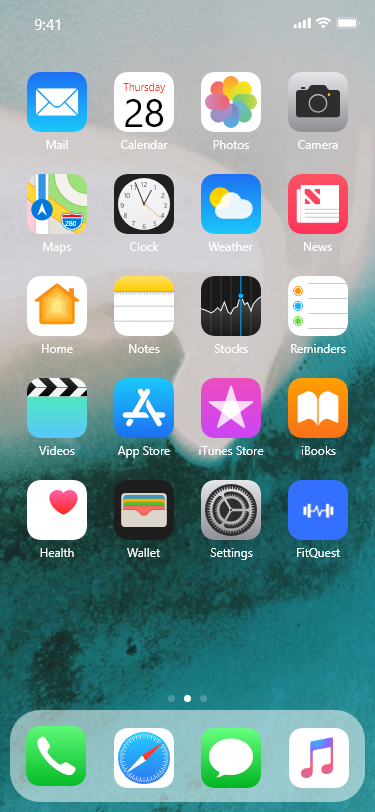 9:41
Thursday
28
Mail
Calendar
Photos
Camera
280
Maps
Clock
Weather
News
Home
Notes
Stocks
Reminders
Videos
App Store
iTunes Store
iBooks
Health
Wallet
Settings
FitQuest